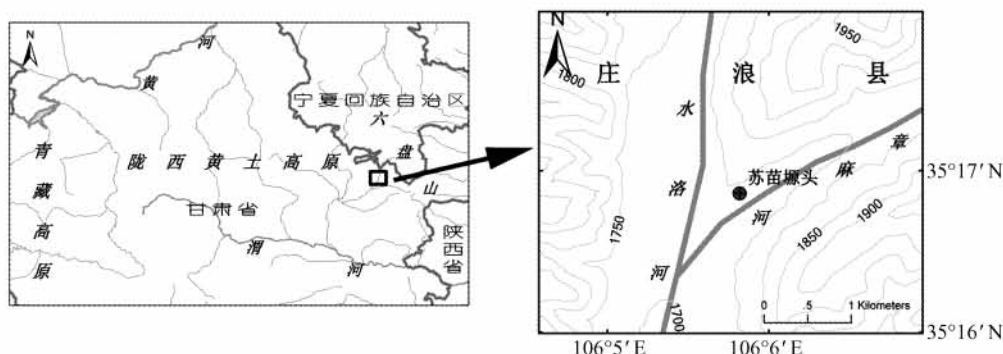 N
黄河
宁夏回族自治区
六盘山
陇西黄土高原
青藏高原
甘肃省
渭河
陕西省
N
1800
1950
庄浪县
水洛河
章麻河
苏苗塬头
1750
1850
1900
1700
0 .5 1 Kilometers
35°17′N
35°16′N
106°5′E
106°6′E